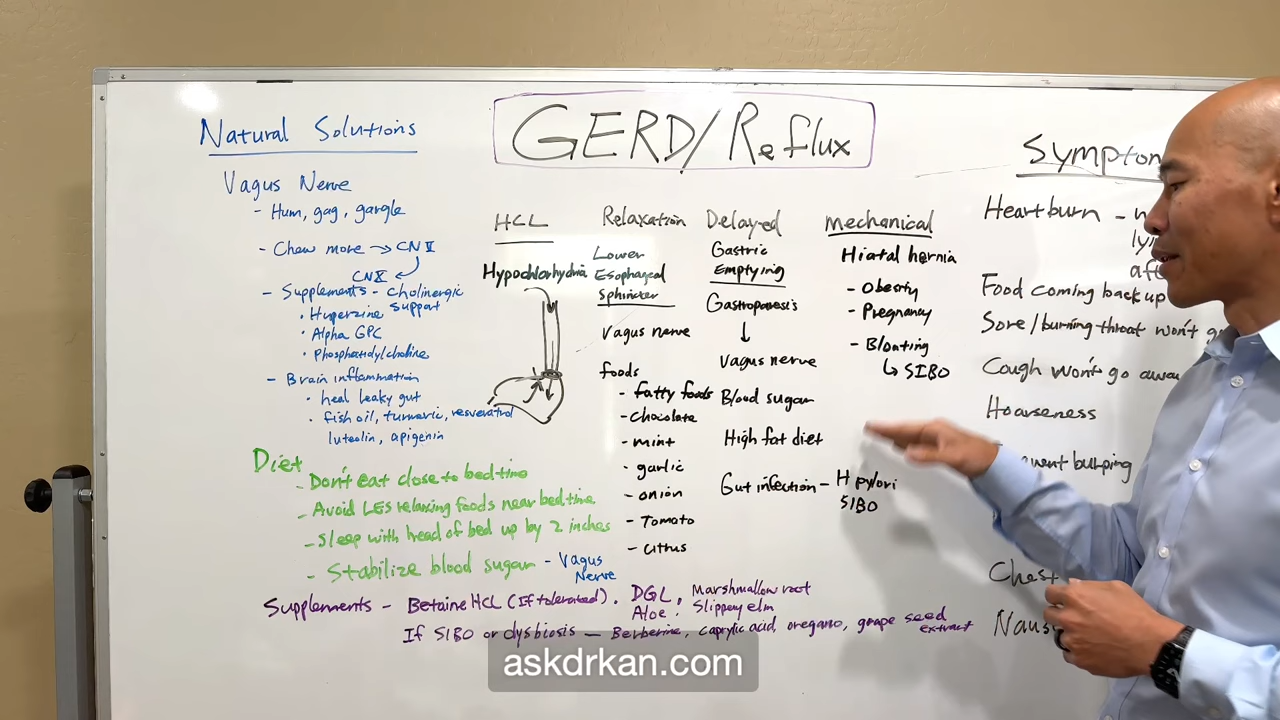 GERD/Reflux
Natural Solutions
Vagus Nerve
- Hum, gag, gargle
- Chew more → CN V
CN X
- Supplements - cholinergic support
• Huperzine
• Alpha GPC
• Phosphatidylcholine
- Brain inflammation
• heal leaky gut
• fish oil, turmeric, resveratrol
luteolin, apigenin
Diet
- Don't eat close to bedtime
- Avoid LES relaxing foods near bedtime
- Sleep with head of bed up by 2 inches
- Stabilize blood sugar - Vagus
Nerve
Supplements - Betaine HCL (If tolerated). DGL, Marshmallow root
Aloe, Slippery elm
If SIBO or dysbiosis - Berberine, caprylic acid, oregano, grape seed
extract
HCL
Hypochlorhydria
Relaxation
Lower
Esophageal
Sphincter
Vagus nerve
foods
- fatty foods
- chocolate
- mint
- garlic
- onion
- Tomato
- citrus
Delayed
Gastric
Emptying
Gastroparesis
↓
Vagus nerve
Blood sugar
High fat diet
Gut infection - H pylori
SIBO
mechanical
Hiatal hernia
- Obesity
- Pregnancy
- Bloating
↳ SIBO
Symptom
Heartburn -
Food coming back up
Sore/burning throat won't go
Cough won't go away
Hoarseness
burping
Chest
askdrkan.com